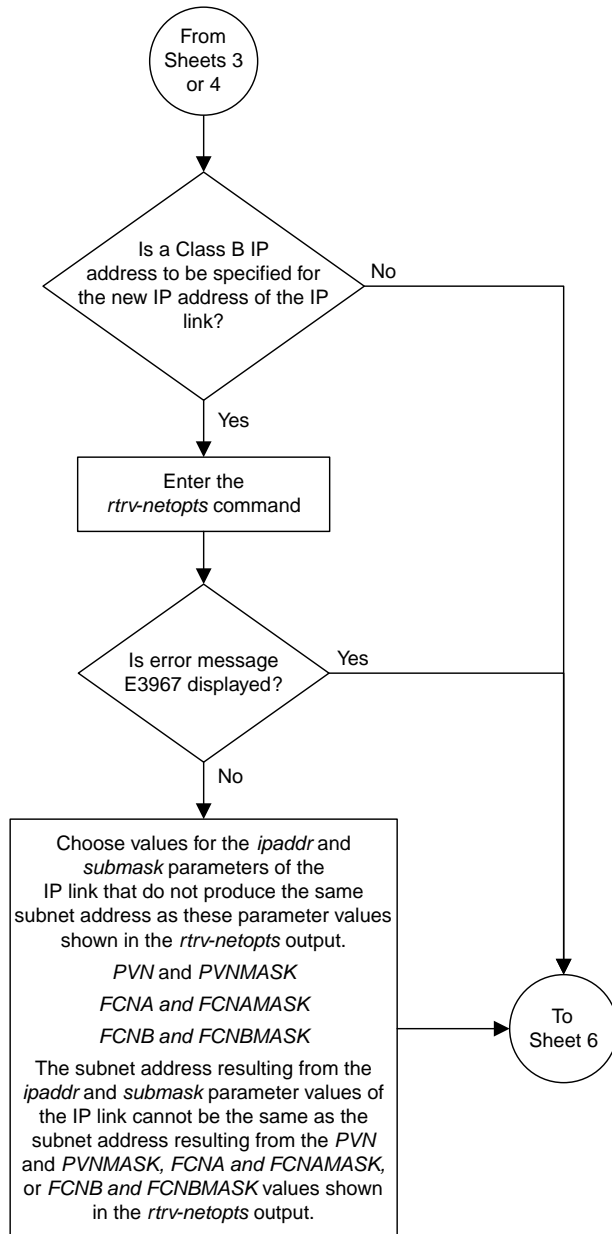 From
Sheets 3
or 4
Is a Class B IP
address to be specified for
the new IP address of the IP
link?
No
Yes
Enter the
rtrv-netopts command
Is error message
E3967 displayed?
Yes
No
Choose values for the ipaddr and
submask parameters of the
IP link that do not produce the same
subnet address as these parameter values
shown in the rtrv-netopts output.
PVN and PVNMASK
FCNA and FCNAMASK
FCNB and FCNBMASK
The subnet address resulting from the
ipaddr and submask parameter values of
the IP link cannot be the same as the
subnet address resulting from the PVN
and PVNMASK, FCNA and FCNAMASK,
or FCNB and FCNBMASK values shown
in the rtrv-netopts output.
To
Sheet 6